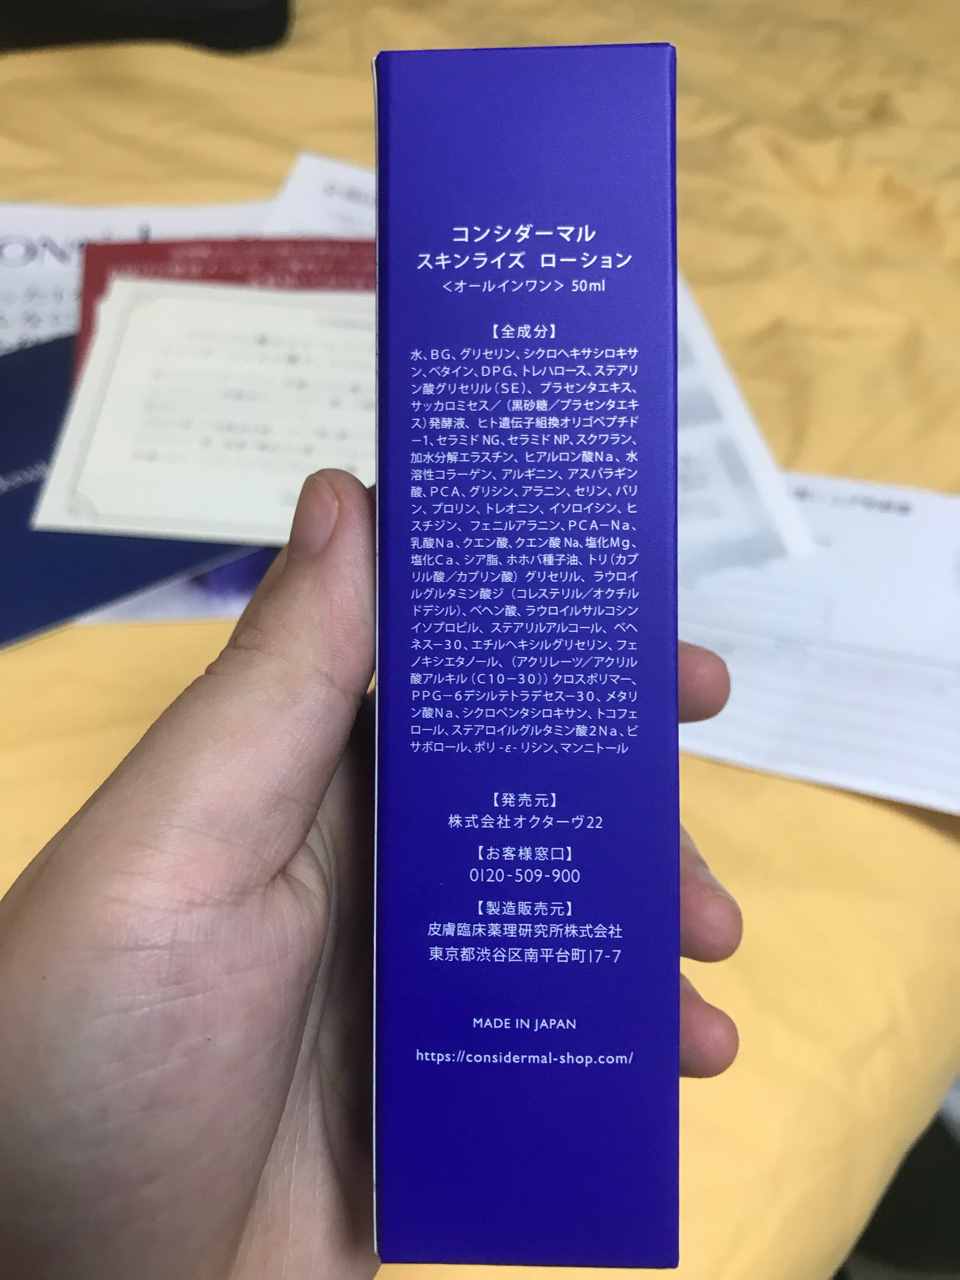 コンシダーマル
スキンライズ ローション
＜オールインワン＞ 50ml
【全成分】
水、BG、グリセリン、シクロヘキサシロキサ
ン、ベタイン、DPG、トレハロース、ステアリ
ン酸グリセリル（SE）、プラセンタエキス、
サッカロミセス／（黒砂糖／プラセンタエキ
ス）発酵液、ヒト遺伝子組換オリゴペプチド
－1、セラミドNG、セラミドNP、スクワラン、
加水分解エラスチン、ヒアルロン酸Na、水
溶性コラーゲン、アルギニン、アスパラギン
酸、PCA、グリシン、アラニン、セリン、バリ
ン、プロリン、トレオニン、イソロイシン、ヒ
スチジン、フェニルアラニン、PCA－Na、
乳酸Na、クエン酸、クエン酸Na、塩化Mg、
塩化Ca、シア脂、ホホバ種子油、トリ（カプ
リル酸／カプリン酸）グリセリル、ラウロイ
ルグルタミン酸ジ（コレステリル／オクチル
ドデシル）、ベヘン酸、ラウロイルサルコシン
イソプロピル、ステアリルアルコール、ベヘ
ネス－30、エチルヘキシルグリセリン、フェ
ノキシエタノール、（アクリレーツ／アクリル
酸アルキル（C10－30））クロスポリマー、
PPG－6デシルテトラデセス－30、メタリ
ン酸Na、シクロペンタシロキサン、トコフェ
ロール、ステアロイルグルタミン酸2Na、ビ
サボロール、ポリ-ε-リシン、マンニトール
【発売元】
株式会社オクターヴ22
【お客様窓口】
0120-509-900
【製造販売元】
皮膚臨床薬理研究所株式会社
東京都渋谷区南平台町17-7
MADE IN JAPAN
https://considermal-shop.com/